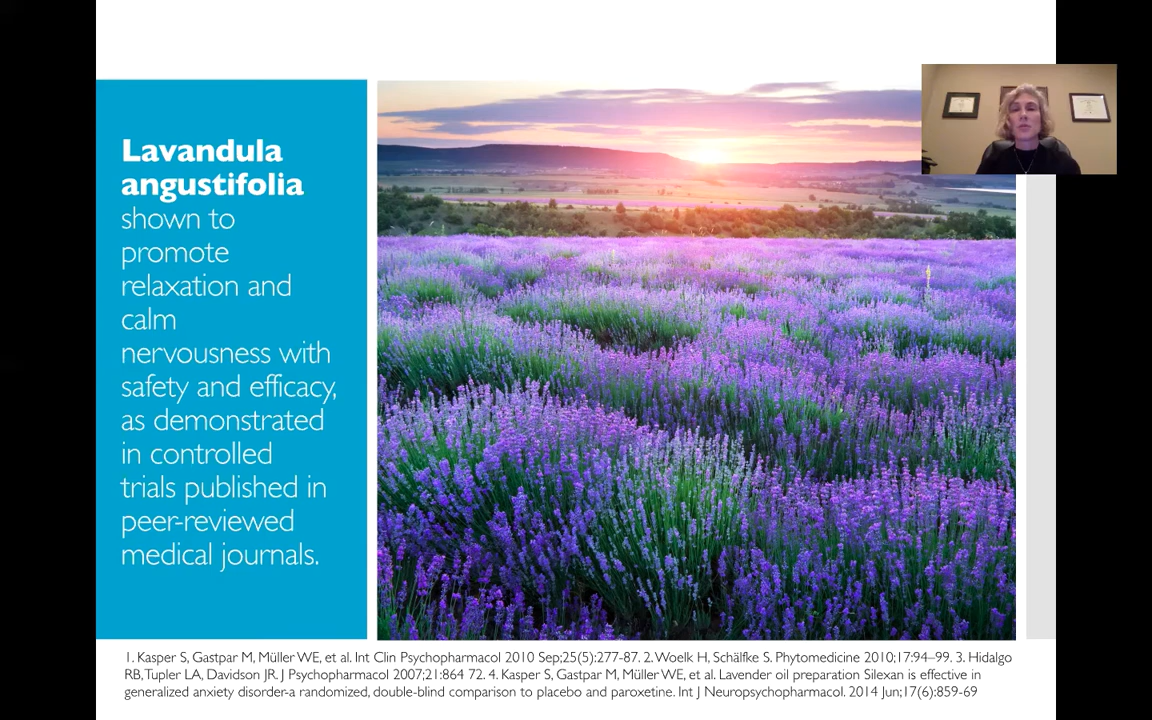 Lavandula
angustifolia
shown to
promote
relaxation and
calm
nervousness with
safety and efficacy,
as demonstrated
in controlled
trials published in
peer-reviewed
medical journals.
1. Kasper S, Gastpar M, Müller WE, et al. Int Clin Psychopharmacol 2010 Sep;25(5):277-87. 2. Woelk H, Schälfke S. Phytomedicine 2010;17:94–99. 3. Hidalgo
RB, Tupler LA, Davidson JR. J Psychopharmacol 2007;21:864 72. 4. Kasper S, Gastpar M, Müller WE, et al. Lavender oil preparation Silexan is effective in
generalized anxiety disorder-a randomized, double-blind comparison to placebo and paroxetine. Int J Neuropsychopharmacol. 2014 Jun;17(6):859-69